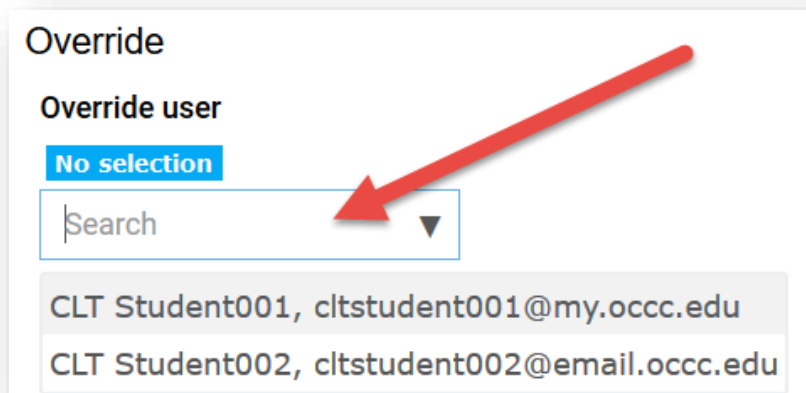 Override
Override user
No selection
Search
CLT Student001, cltstudent001@my.occc.edu
CLT Student002, cltstudent002@email.occc.edu